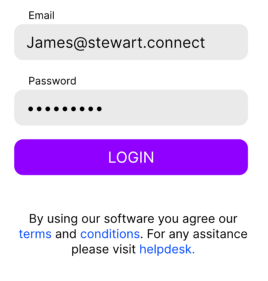 Email
James@stewart.connect
Password
•••••••••
LOGIN
By using our software you agree our
terms and conditions. For any assitance
please visit helpdesk.